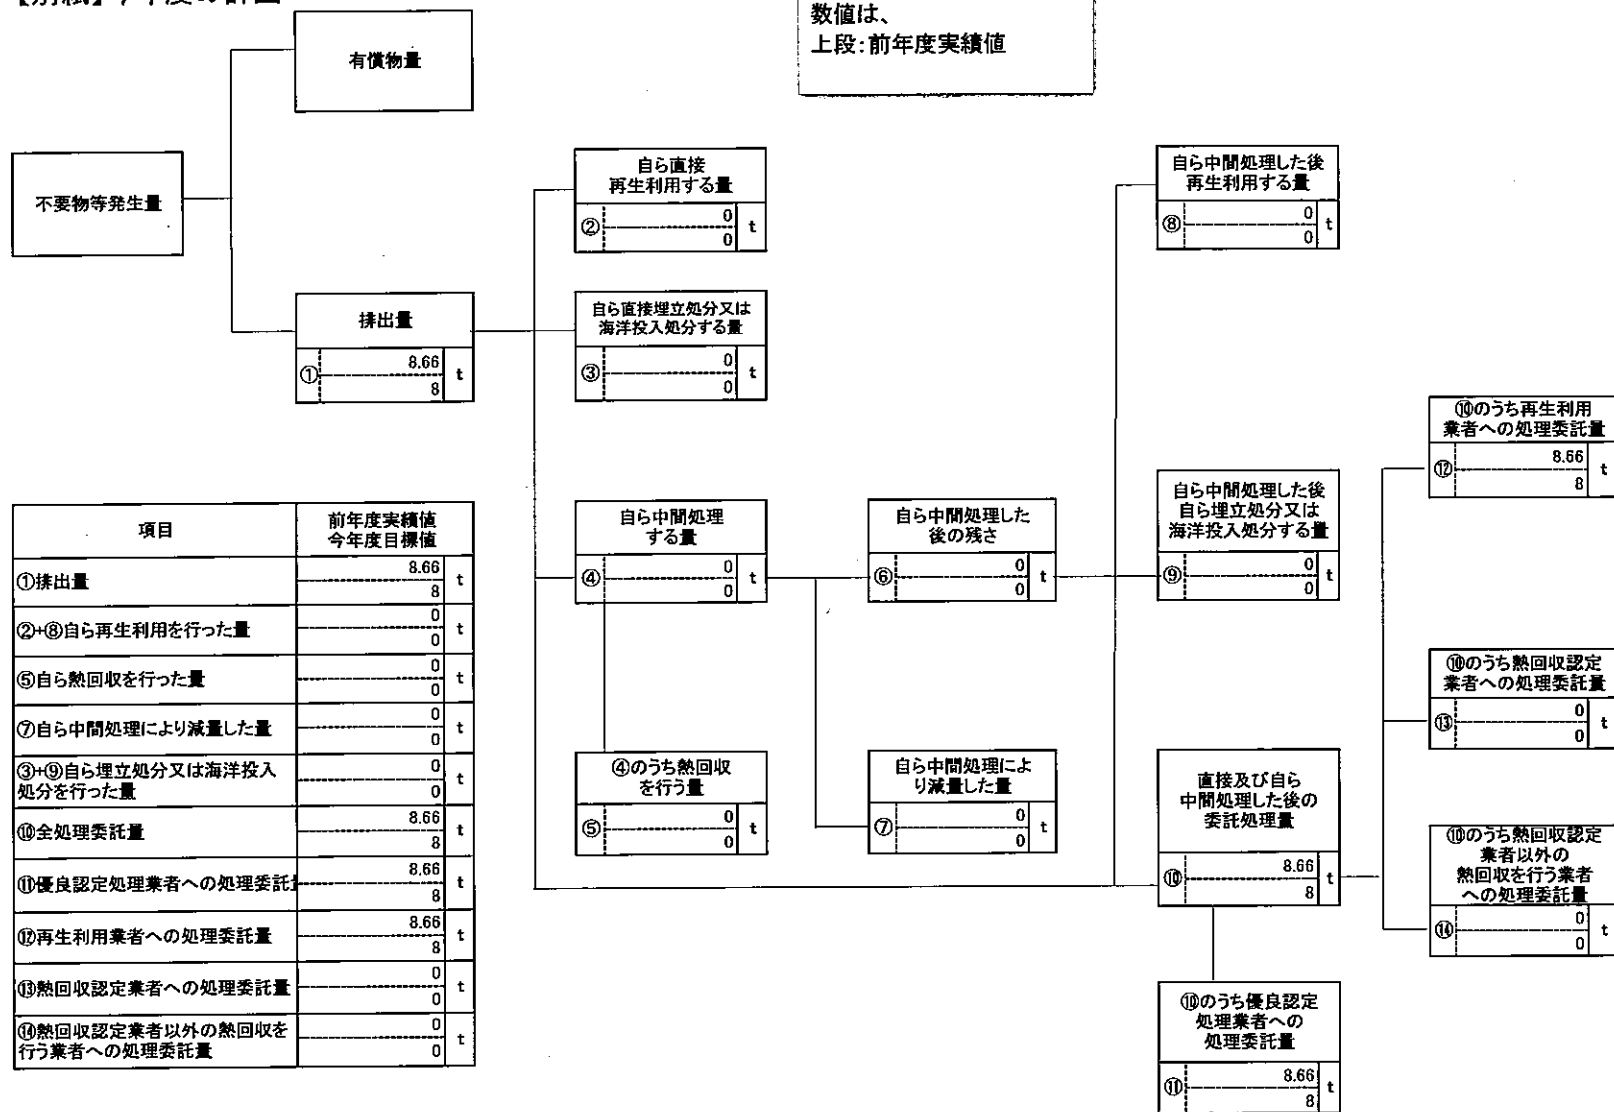 数値は、
上段：前年度実績値
有償物量
不要物等発生量
排出量
① 8.66 t
8
自ら直接
再生利用する量
② 0 t
0
自ら直接埋立処分又は
海洋投入処分する量
③ 0 t
0
自ら中間処理
する量
④ 0 t
0
④のうち熱回収
を行う量
⑤ 0 t
0
自ら中間処理した
後の残さ
⑥ 0 t
0
自ら中間処理によ
り減量した量
⑦ 0 t
0
自ら中間処理した後
再生利用する量
⑧ 0 t
0
自ら中間処理した後
自ら埋立処分又は
海洋投入処分する量
⑨ 0 t
0
直接及び自ら
中間処理した後の
委託処理量
⑩ 8.66 t
8
⑩のうち優良認定
処理業者への
処理委託量
⑪ 8.66 t
8
⑩のうち再生利用
業者への処理委託量
⑫ 8.66 t
8
⑩のうち熱回収認定
業者への処理委託量
⑬ 0 t
0
⑩のうち熱回収認定
業者以外の
熱回収を行う業者
への処理委託量
⑭ 0 t
0
項目 前年度実績値
今年度目標値
①排出量 8.66 t
8
②+⑧自ら再生利用を行った量 0 t
0
⑤自ら熱回収を行った量 0 t
0
⑦自ら中間処理により減量した量 0 t
0
③+⑨自ら埋立処分又は海洋投入
処分を行った量 0 t
0
⑩全処理委託量 8.66 t
8
⑪優良認定処理業者への処理委託 8.66 t
8
⑫再生利用業者への処理委託量 8.66 t
8
⑬熱回収認定業者への処理委託量 0 t
0
⑭熱回収認定業者以外の熱回収を
行う業者への処理委託量 0 t
0